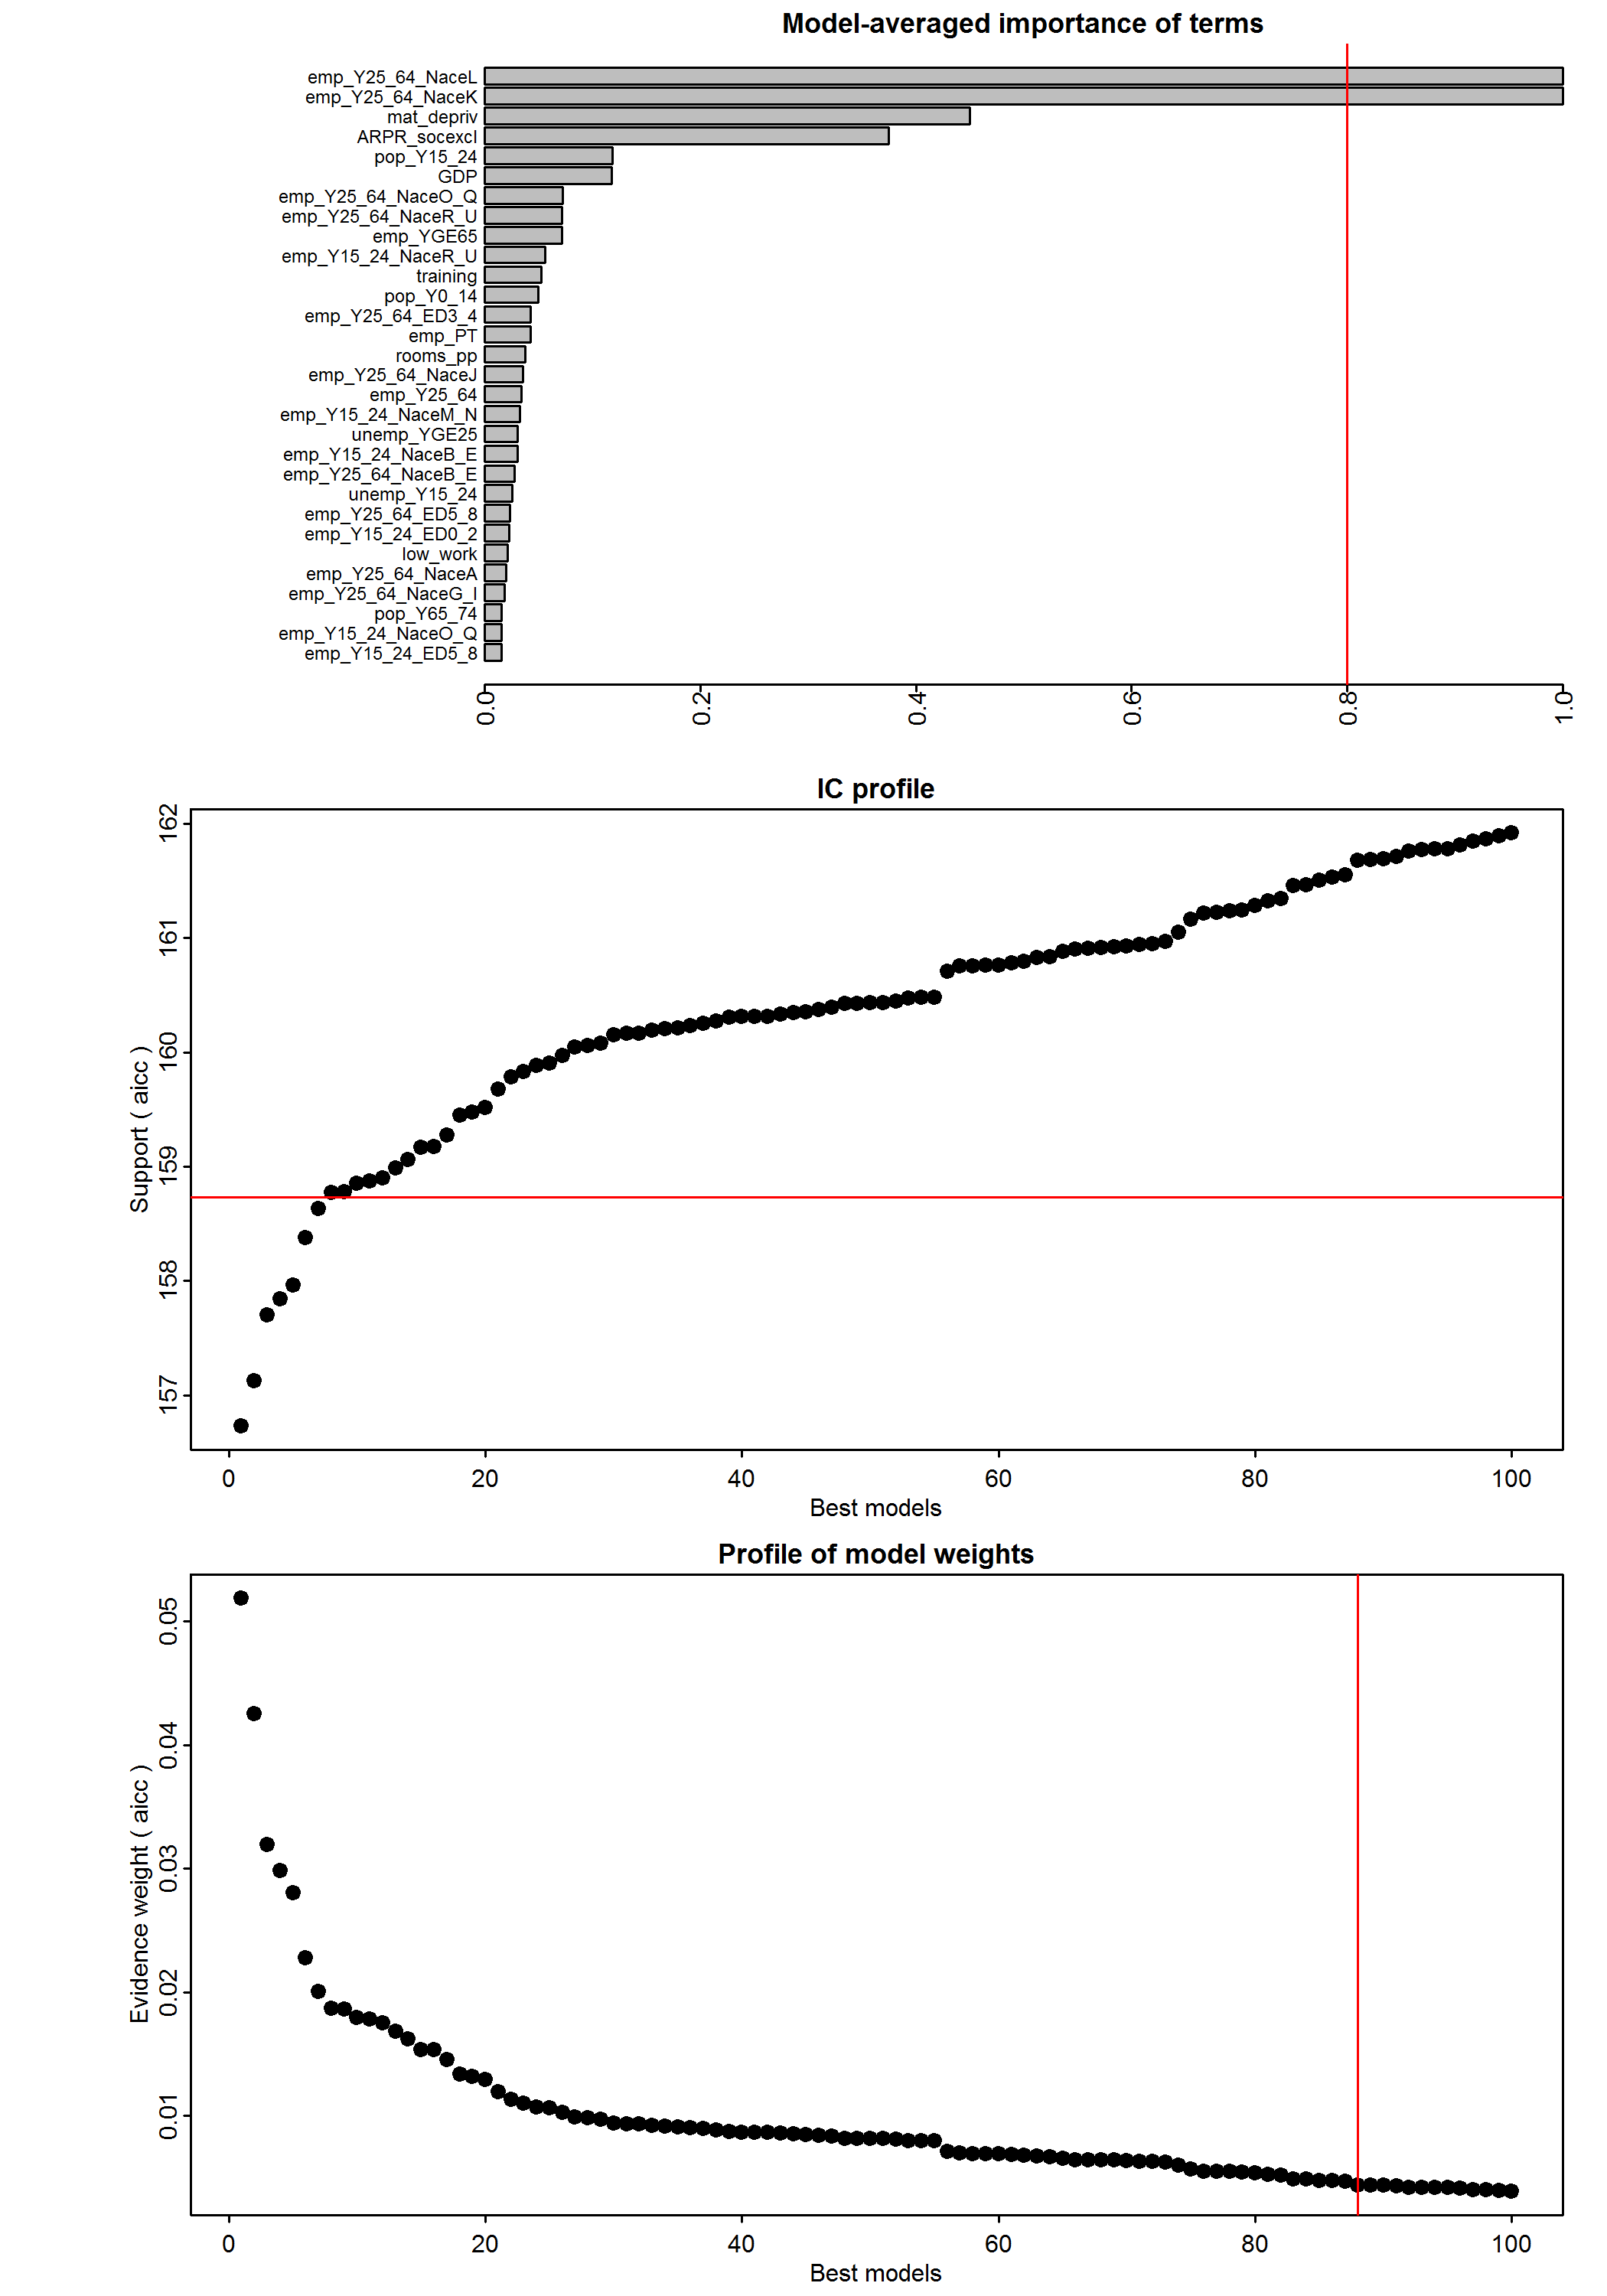 Model-averaged importance of terms
emp_Y25_64_NaceL
emp_Y25_64_NaceK
mat_depriv
ARPR_socexcl
pop_Y15_24
GDP
emp_Y25_64_NaceO_Q
emp_Y25_64_NaceR_U
emp_YGE65
emp_Y15_24_NaceR_U
training
pop_Y0_14
emp_Y25_64_ED3_4
emp_PT
rooms_pp
emp_Y25_64_NaceJ
emp_Y25_64
emp_Y15_24_NaceM_N
unemp_YGE25
emp_Y15_24_NaceB_E
emp_Y25_64_NaceB_E
unemp_Y15_24
emp_Y25_64_ED5_8
emp_Y15_24_ED0_2
low_work
emp_Y25_64_NaceA
emp_Y25_64_NaceG_I
pop_Y65_74
emp_Y15_24_NaceO_Q
emp_Y15_24_ED5_8
0.0 0.2 0.4 0.6 0.8 1.0
IC profile
Support ( aicc )
162
161
160
159
158
157
0 20 40 60 80 100
Best models
Profile of model weights
Evidence weight ( aicc )
0.05
0.04
0.03
0.02
0.01
0 20 40 60 80 100
Best models